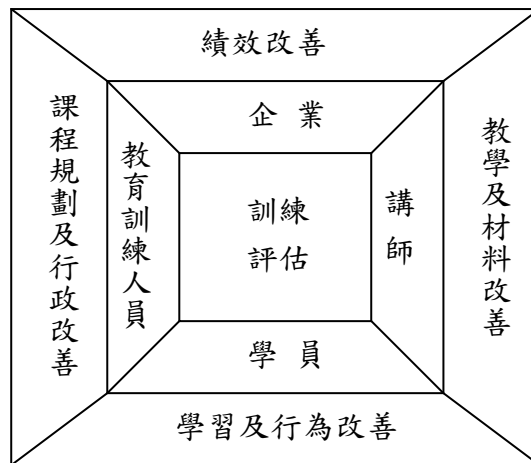 績效改善
企 業
課程規劃及行政改善
教育訓練人員
訓練
評估
講師
教學及材料改善
學 員
學習及行為改善